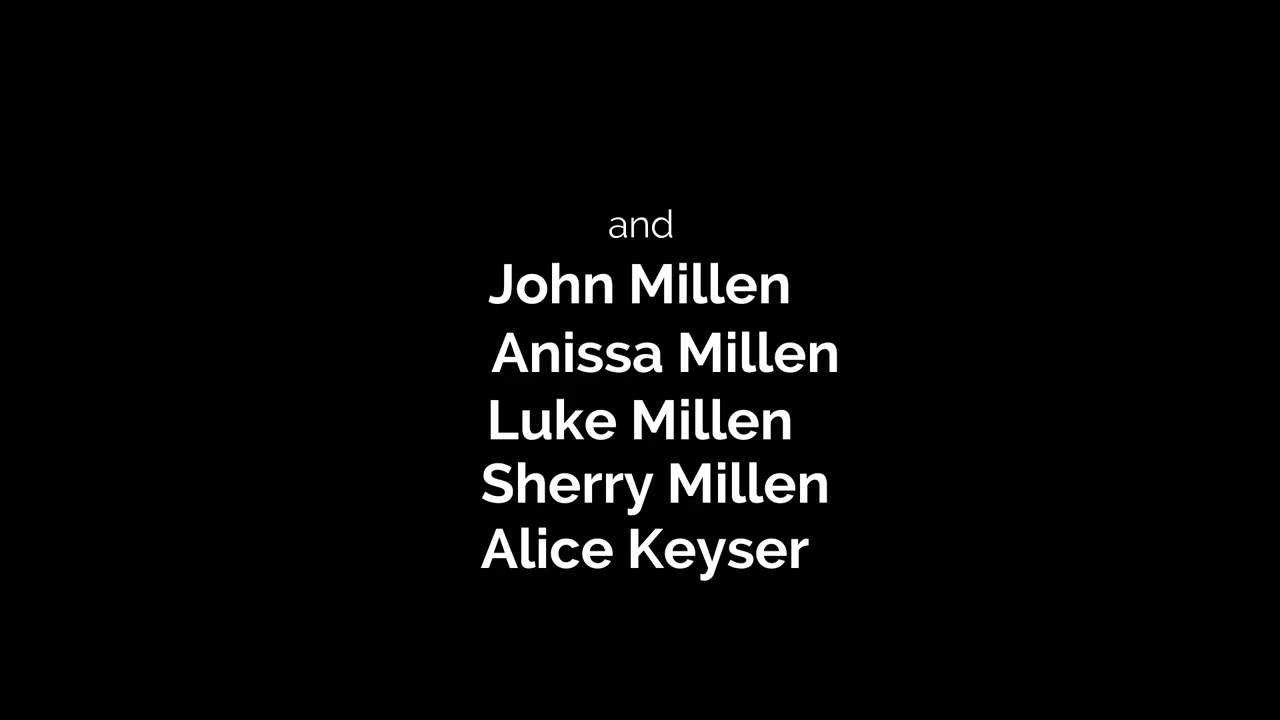 and
John Millen
Anissa Millen
Luke Millen
Sherry Millen
Alice Keyser